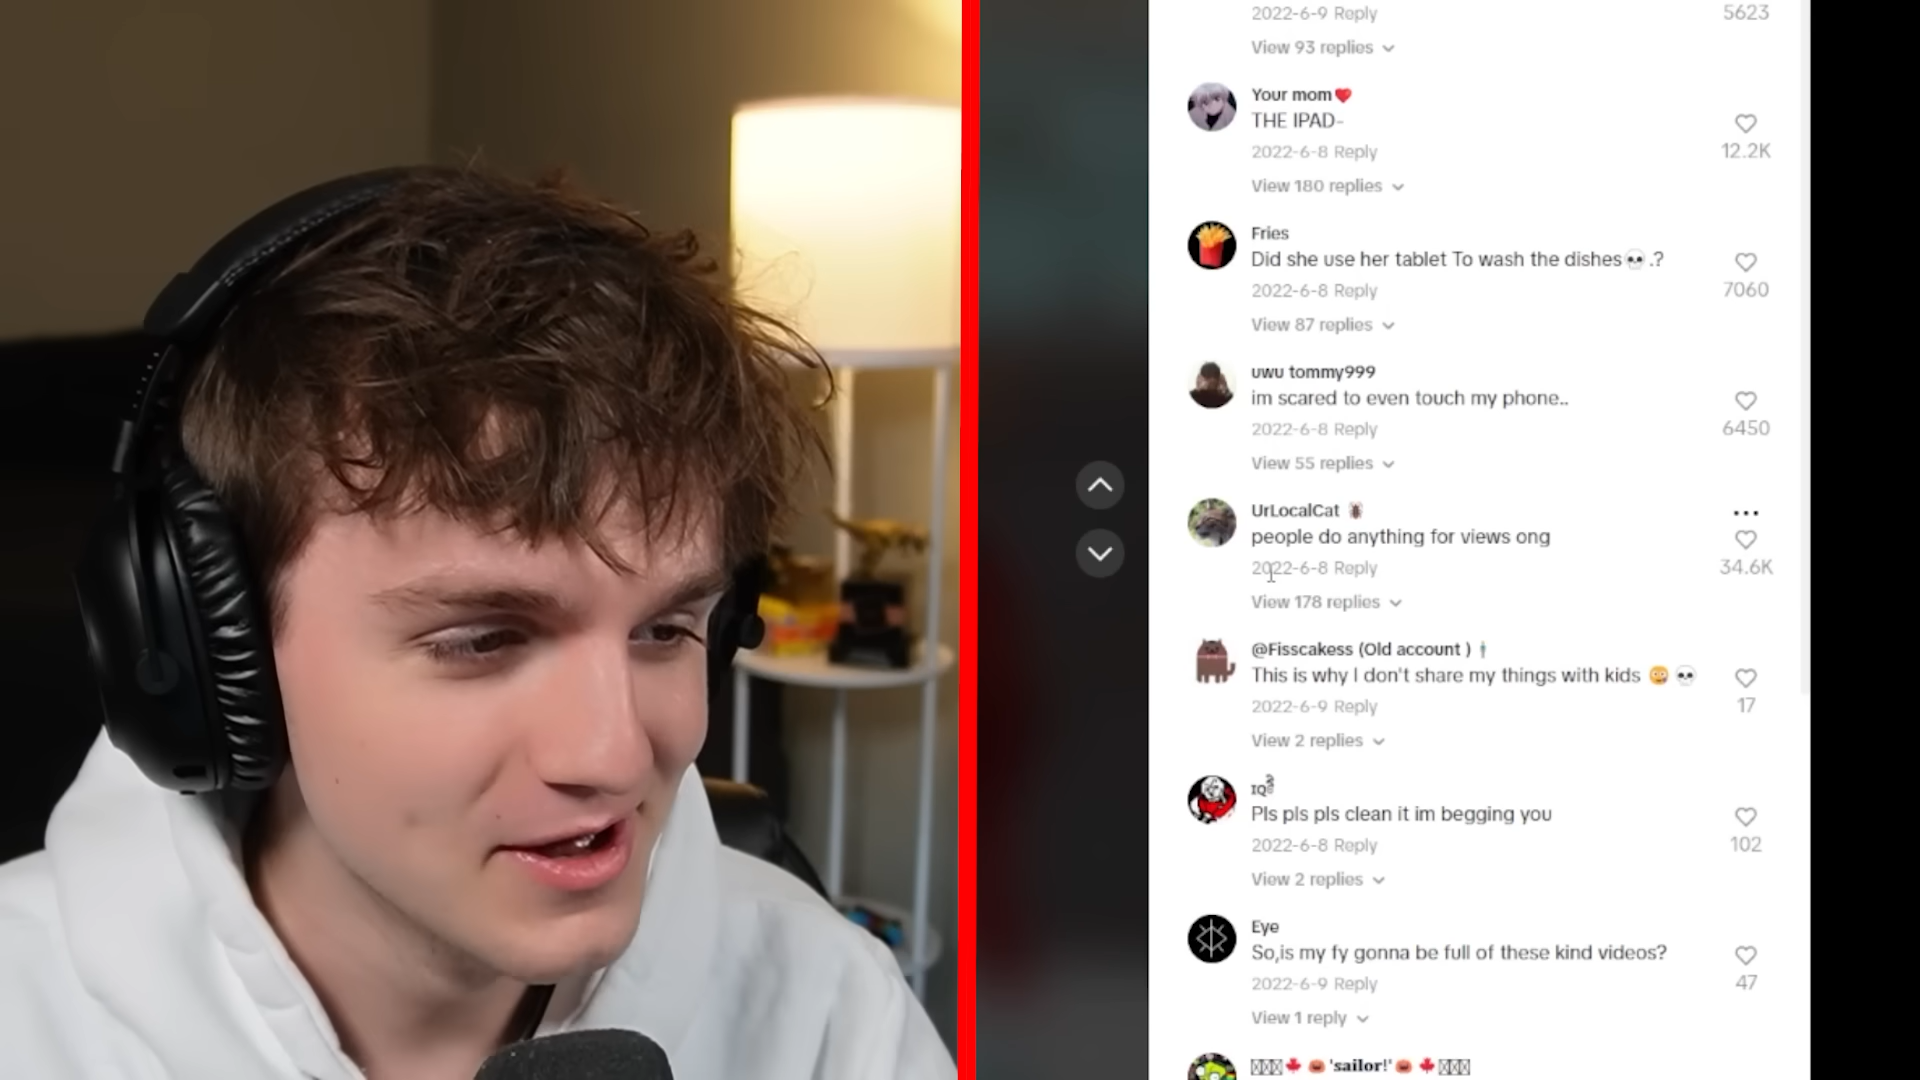 2022-6-9 Reply
5623
View 93 replies
Your mom❤️
THE IPAD-
2022-6-8 Reply
12.2K
View 180 replies
Fries
Did she use her tablet To wash the dishes💀.?
2022-6-8 Reply
7060
View 87 replies
uwu tommy999
im scared to even touch my phone..
2022-6-8 Reply
6450
View 55 replies
UrLocalCat 🪳
people do anything for views ong
2022-6-8 Reply
34.6K
View 178 replies
@Fisscakess (Old account )🕴
This is why I don't share my things with kids 💀
2022-6-9 Reply
17
View 2 replies
Pls pls pls clean it im begging you
2022-6-8 Reply
102
View 2 replies
Eye
So,is my fy gonna be full of these kind videos?
2022-6-9 Reply
47
View 1 reply
🍁 'sailor!' 🍁